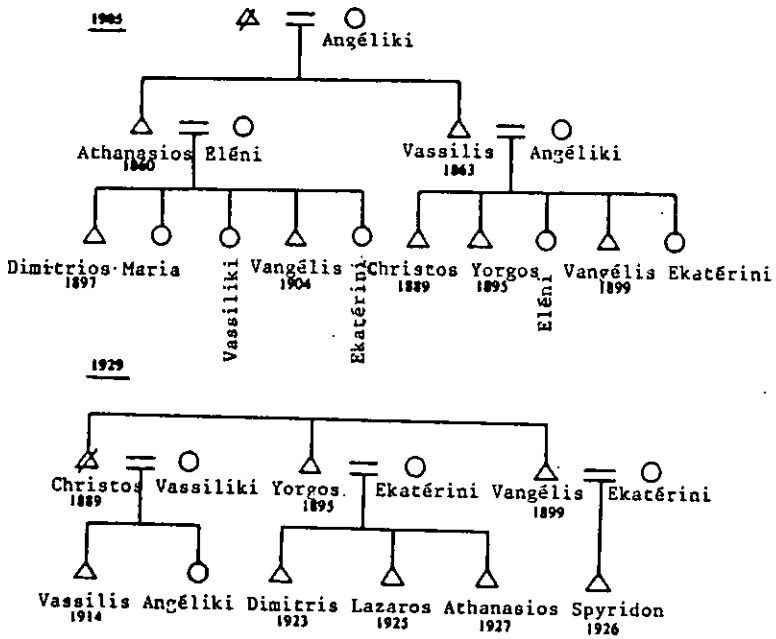 1905
Angéliki
Athanasios Eléni Vassilis Angéliki
1860 1863
Dimitrios Maria Vassiliki Vangélis Ekatérini Christos Yorgos Eléni Vangélis Ekatérini
1897 1904 1889 1895 1899
1929
Christos Vassiliki Yorgos. Ekatérini Vangélis Ekatérini
1889 1895 1899
Vassilis Angéliki Dimitris Lazaros Athanasios Spyridon
1914 1923 1925 1927 1926